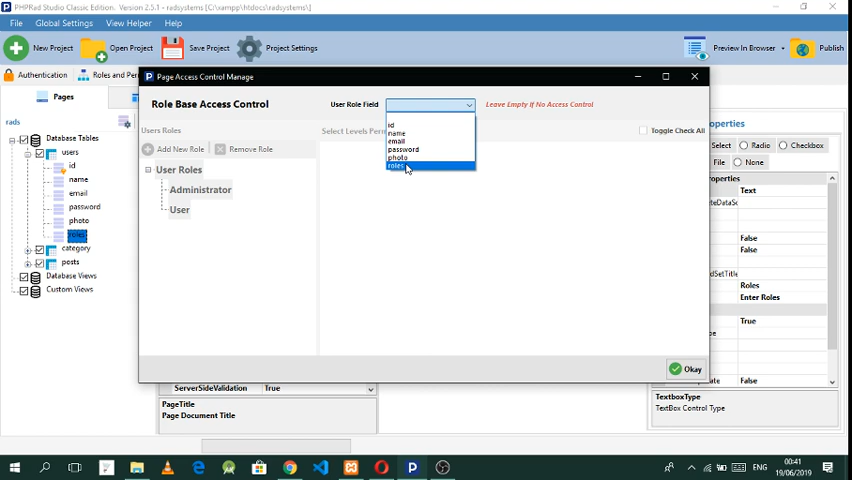 PHPRad Studio Classic Edition - Version 2.5.1 - radsystems [C:\xampp\htdocs\radsystems\]
File Global Settings View Helper Help
New Project Open Project Save Project Project Settings Preview In Browser Publish
Authentication Roles and Per
Page Access Control Manage
Pages
Role Base Access Control User Role Field Leave Empty If No Access Control
rads
Users Roles Select Levels Perm Toggle Check All
Add New Role Remove Role
id
name
email
password
photo
roles
User Roles
Administrator
User
Okay
Database Tables
users
id
name
email
password
photo
roles
category
posts
Database Views
Custom Views
roperties
Select Radio Checkbox
File None
operties
Text
eteDataSo
False
False
dSetTitle
Roles
Enter Roles
True
pe
pdate False
TextboxType
TextBox Control Type
ServerSideValidation True
PageTitle
Page Document Title
ENG 00:41
19/06/2019